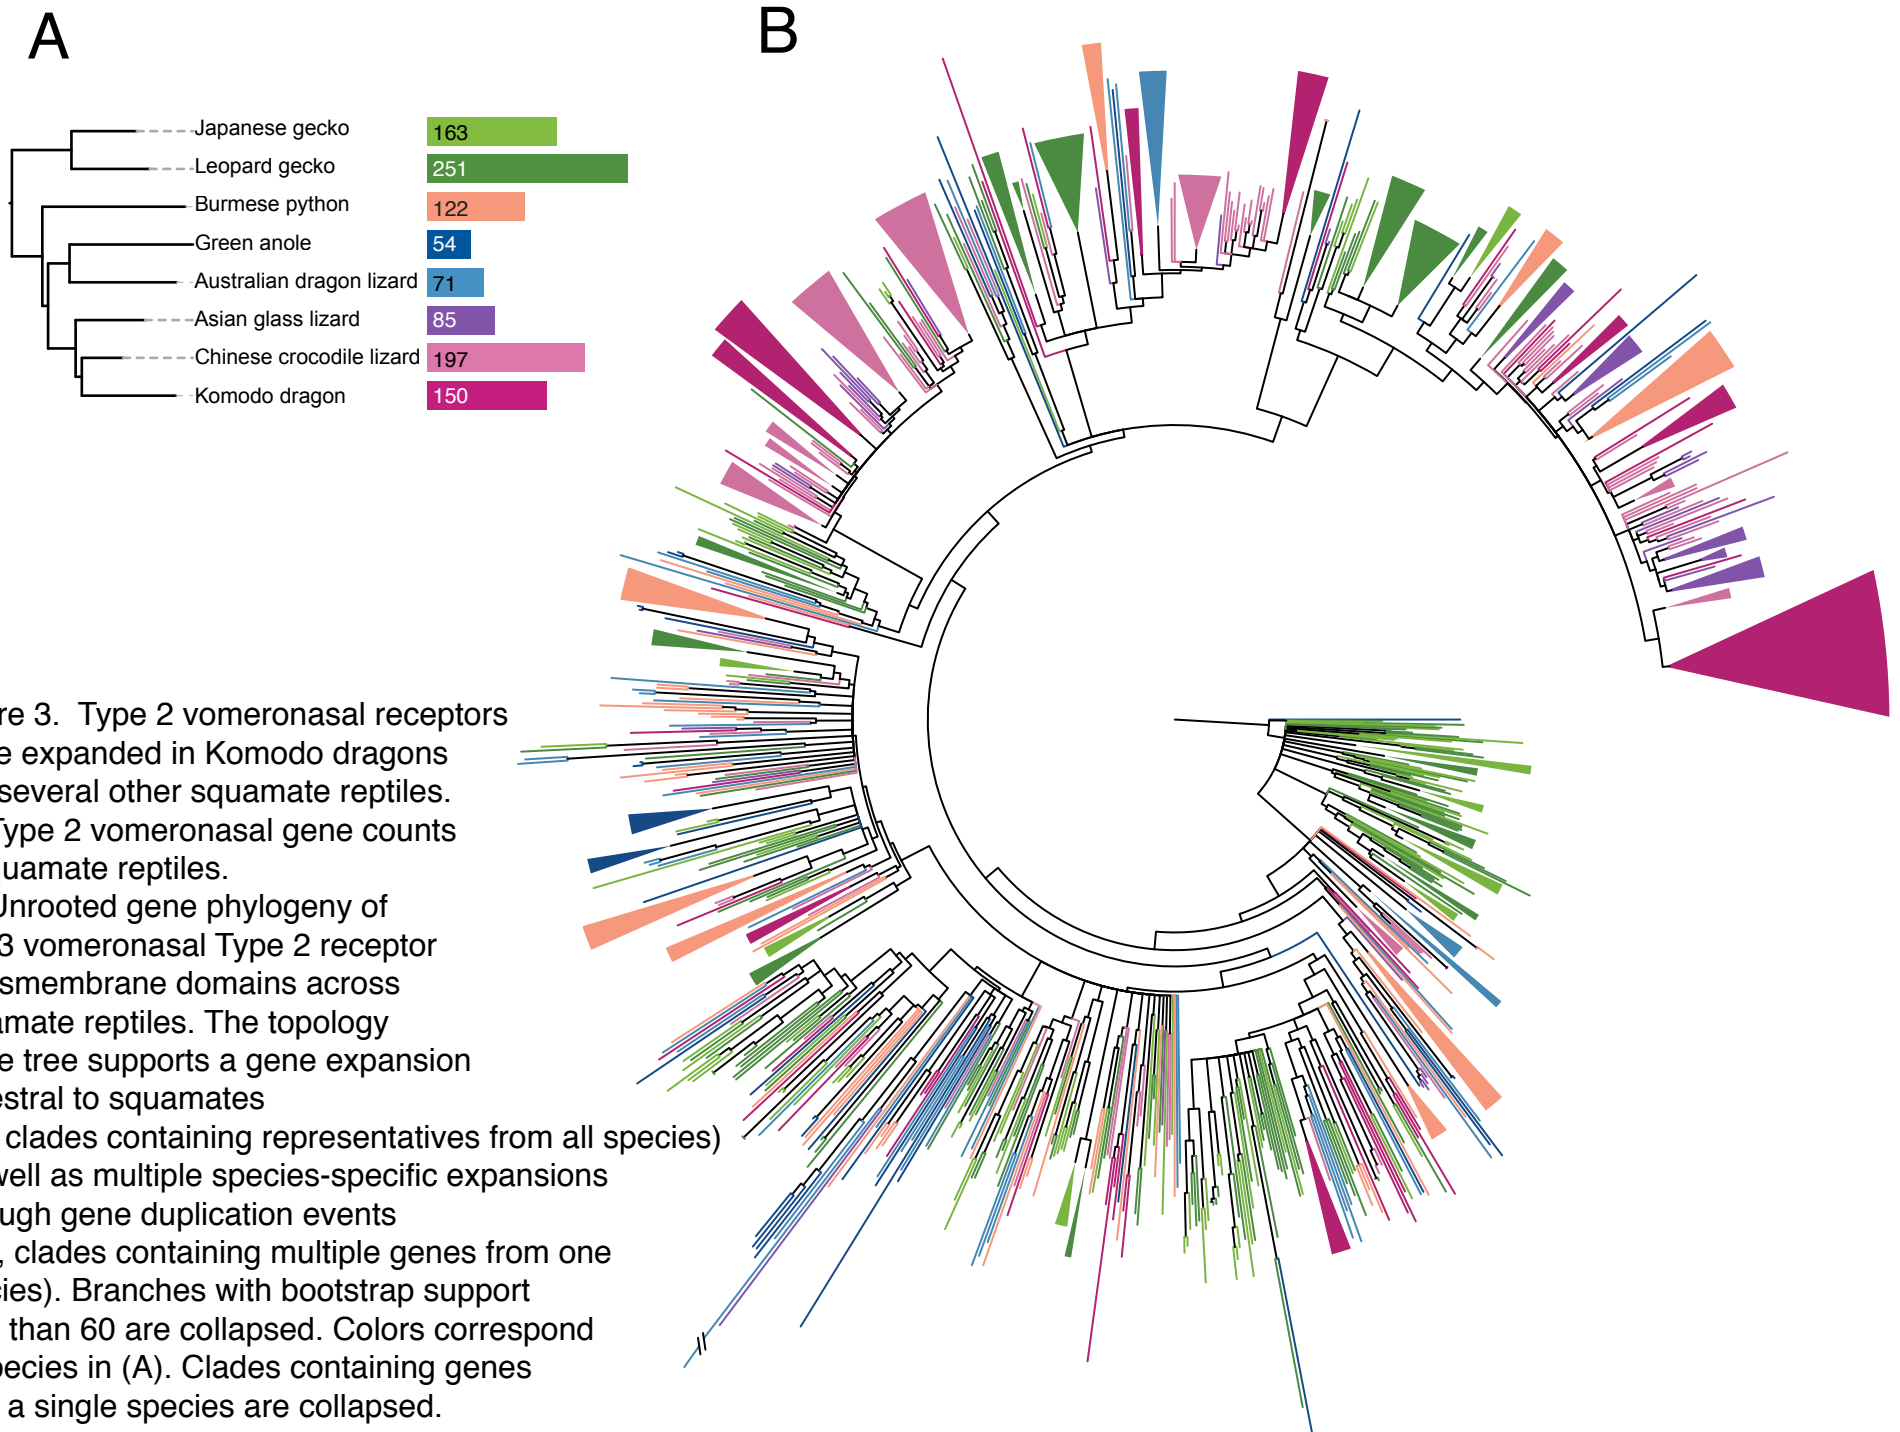 A
B
Japanese gecko 163
Leopard gecko 251
Burmese python 122
Green anole 54
Australian dragon lizard 71
Asian glass lizard 85
Chinese crocodile lizard 197
Komodo dragon 150
re 3. Type 2 vomeronasal receptors
e expanded in Komodo dragons
several other squamate reptiles.
Type 2 vomeronasal gene counts
uamate reptiles.
Unrooted gene phylogeny of
3 vomeronasal Type 2 receptor
smembrane domains across
amate reptiles. The topology
e tree supports a gene expansion
estral to squamates
clades containing representatives from all species)
well as multiple species-specific expansions
ugh gene duplication events
, clades containing multiple genes from one
cies). Branches with bootstrap support
than 60 are collapsed. Colors correspond
pecies in (A). Clades containing genes
a single species are collapsed.